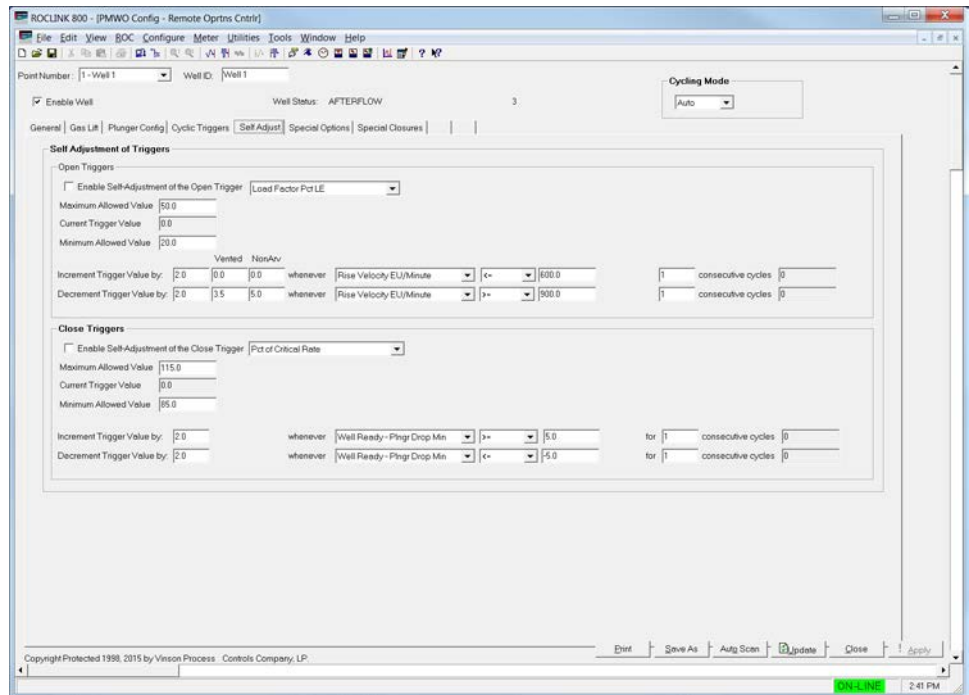 ROCLINK 800 - [PMWO Config - Remote Oprtns Cntrlr]
File Edit View ROC Configure Meter Utilities Tools Window Help
Point Number: 1 - Well 1 Well ID: Well 1
Cycling Mode
Enable Well Well Status: AFTERFLOW 3 Auto
General Gas Lift Plunger Config Cyclic Triggers Self Adjust Special Options Special Closures
Self Adjustment of Triggers
Open Triggers
Enable Self-Adjustment of the Open Trigger Load Factor Pct LE
Maximum Allowed Value 50.0
Current Trigger Value 0.0
Minimum Allowed Value 20.0
Vented NonArv
Increment Trigger Value by: 2.0 0.0 0.0 whenever Rise Velocity EU/Minute <= 600.0 1 consecutive cycles 0
Decrement Trigger Value by: 2.0 3.5 5.0 whenever Rise Velocity EU/Minute >= 900.0 1 consecutive cycles 0
Close Triggers
Enable Self-Adjustment of the Close Trigger Pct of Critical Rate
Maximum Allowed Value 115.0
Current Trigger Value 0.0
Minimum Allowed Value 85.0
Increment Trigger Value by: 2.0 whenever Well Ready - Plngr Drop Min >= 5.0 for 1 consecutive cycles 0
Decrement Trigger Value by: 2.0 whenever Well Ready - Plngr Drop Min <= -5.0 for 1 consecutive cycles 0
Print Save As Auto Scan Update Close ! Apply
Copyright Protected 1998, 2015 by Vinson Process Controls Company, LP.
ON-LINE 2:41 PM